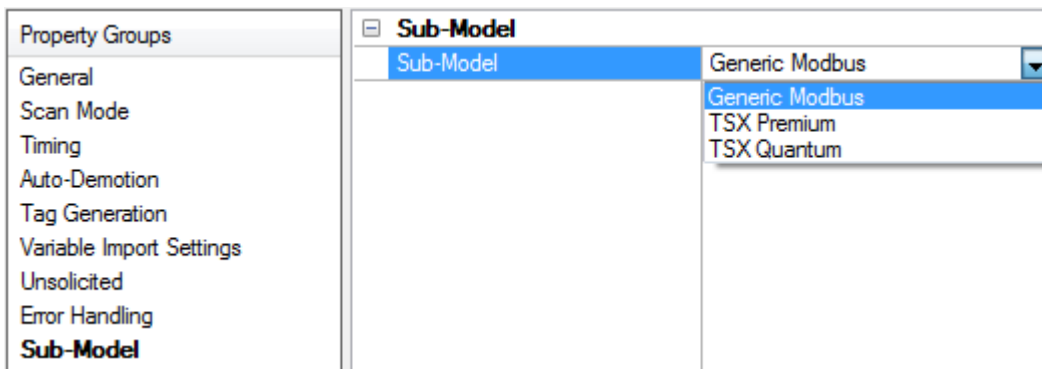 Property Groups
General
Scan Mode
Timing
Auto-Demotion
Tag Generation
Variable Import Settings
Unsolicited
Error Handling
Sub-Model
Sub-Model
Sub-Model Generic Modbus
Generic Modbus
TSX Premium
TSX Quantum